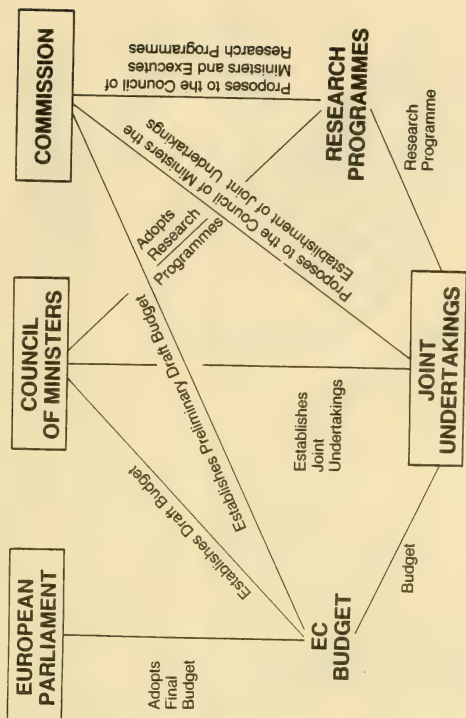 EUROPEAN
PARLIAMENT
COUNCIL
OF MINISTERS
COMMISSION
Adopts
Final
Budget
Establishes Draft Budget
Establishes Preliminary Draft Budget
Adopts
Research
Programmes
Establishes
Joint
Undertakings
Proposes to the Council of Ministers the
Establishment of Joint Undertakings
Proposes to the Council of
Ministers and Executes
Research Programmes
EC
BUDGET
RESEARCH
PROGRAMMES
Budget
Research
Programme
JOINT
UNDERTAKINGS